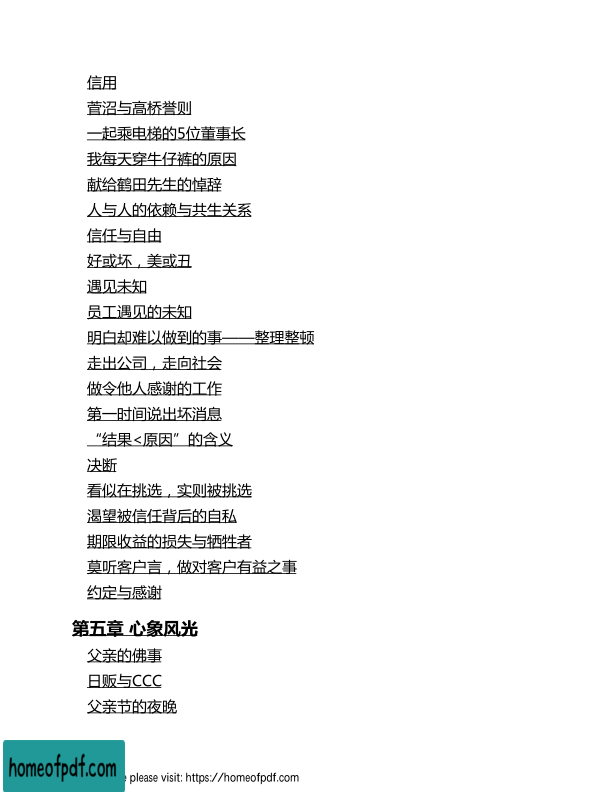 信用
菅沼与高桥誉则
一起乘电梯的5位董事长
我每天穿牛仔裤的原因
献给鹤田先生的悼辞
人与人的依赖与共生关系
信任与自由
好或坏，美或丑
遇见未知
员工遇见的未知
明白却难以做到的事——整理整顿
走出公司，走向社会
做令他人感谢的工作
第一时间说出坏消息
“结果<原因”的含义
决断
看似在挑选，实则被挑选
渴望被信任背后的自私
期限收益的损失与牺牲者
莫听客户言，做对客户有益之事
约定与感谢
第五章 心象风光
父亲的佛事
日贩与CCC
父亲节的夜晚
homeofpdf.com
please visit: https://homeofpdf.com